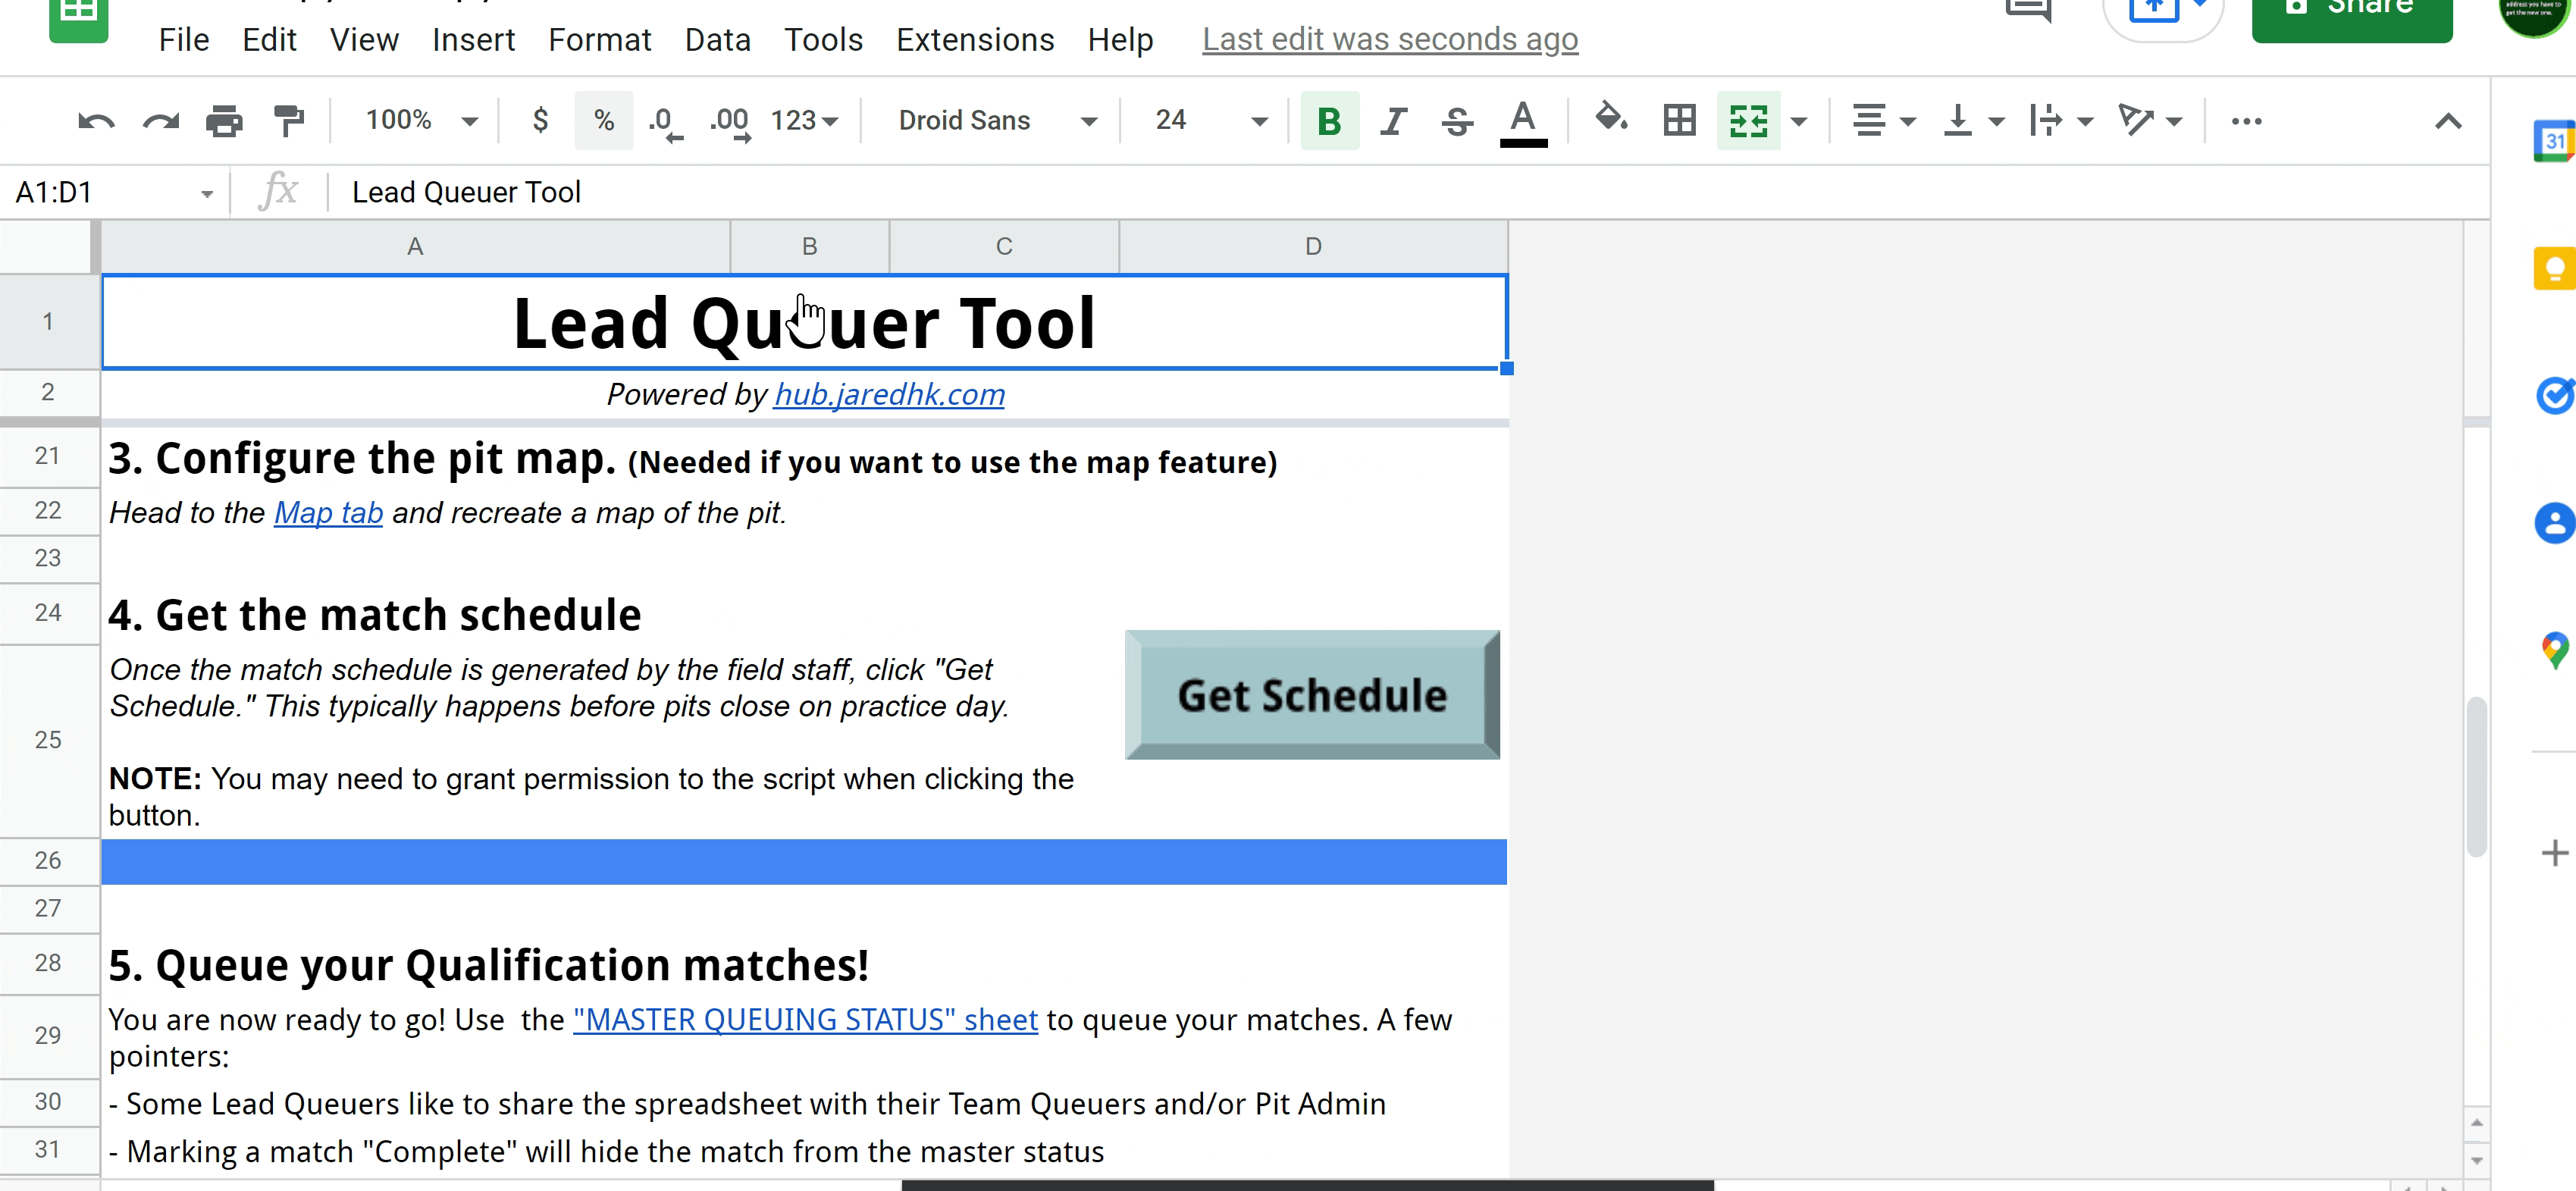 File Edit View Insert Format Data Tools Extensions Help Last edit was seconds ago
Share
100% $ % .0 .00 123 Droid Sans 24 B I S A
31
A1:D1 fx Lead Queuer Tool
A B C D
1 Lead Queuer Tool
2 Powered by hub.jaredhk.com
21 3. Configure the pit map. (Needed if you want to use the map feature)
22 Head to the Map tab and recreate a map of the pit.
23
24 4. Get the match schedule
Once the match schedule is generated by the field staff, click "Get
Schedule." This typically happens before pits close on practice day.
Get Schedule
25
NOTE: You may need to grant permission to the script when clicking the
button.
26
27
28 5. Queue your Qualification matches!
29 You are now ready to go! Use  the "MASTER QUEUING STATUS" sheet to queue your matches. A few
pointers:
30 - Some Lead Queuers like to share the spreadsheet with their Team Queuers and/or Pit Admin
31 - Marking a match "Complete" will hide the match from the master status